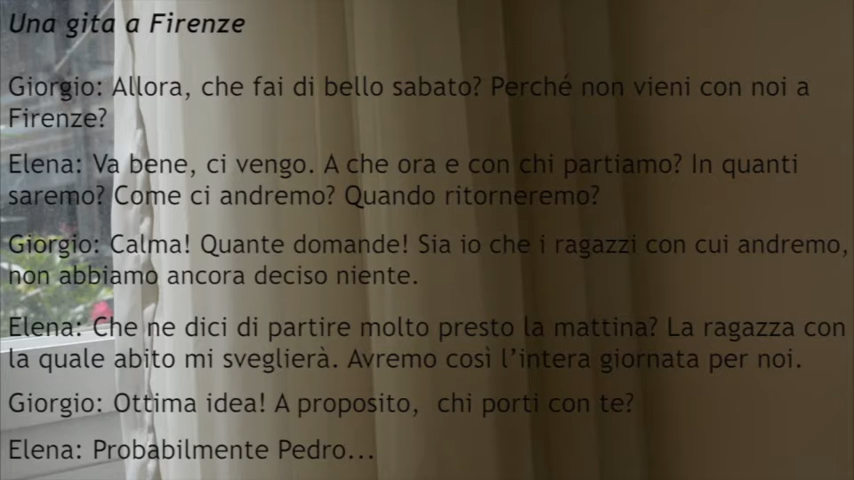 Una gita a Firenze
Giorgio: Allora, che fai di bello sabato? Perché non vieni con noi a
Firenze?
Elena: Va bene, ci vengo. A che ora e con chi partiamo? In quanti
saremo? Come ci andremo? Quando ritorneremo?
Giorgio: Calma! Quante domande! Sia io che i ragazzi con cui andremo,
non abbiamo ancora deciso niente.
Elena: Che ne dici di partire molto presto la mattina? La ragazza con
la quale abito mi sveglierà. Avremo così l'intera giornata per noi.
Giorgio: Ottima idea! A proposito,  chi porti con te?
Elena: Probabilmente Pedro...